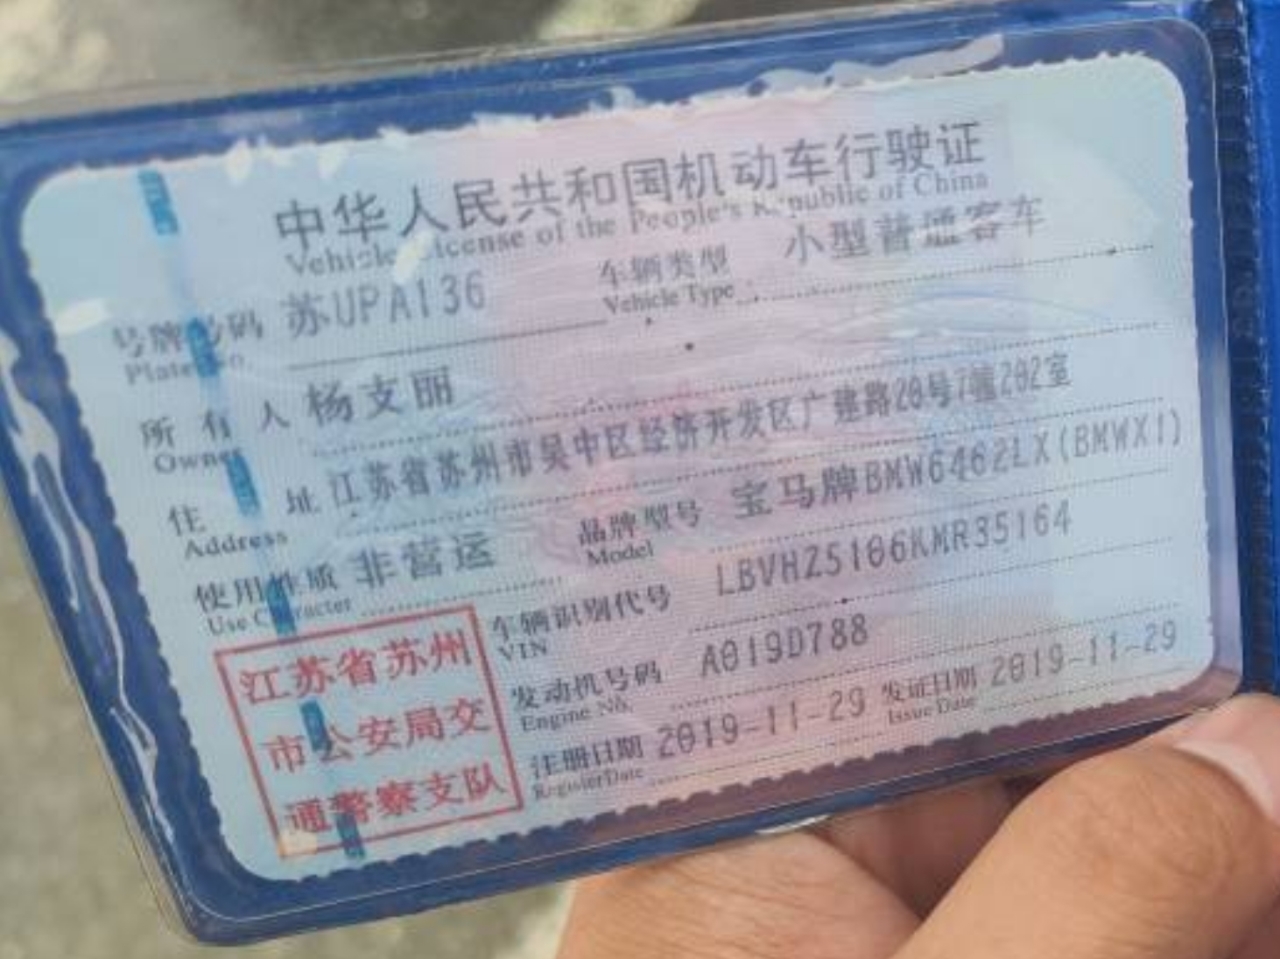 中华人民共和国机动车行驶证
Vehicle License of the People's Republic of China
号牌号码 苏UPA136 车辆类型 小型普通客车
Plate No. Vehicle Type
所有人 杨支丽
Owner
住址 江苏省苏州市吴中区经济开发区广建路20号7幢202室
Address
使用性质 非营运 品牌型号 宝马牌BMW6462LX(BMWX1)
Use Character Model
车辆识别代号 LBVHZ5106KMR35164
VIN
发动机号码 A019D788
Engine No.
注册日期 2019-11-29 发证日期 2019-11-29
Register Date Issue Date
江苏省苏州
市公安局交
通警察支队